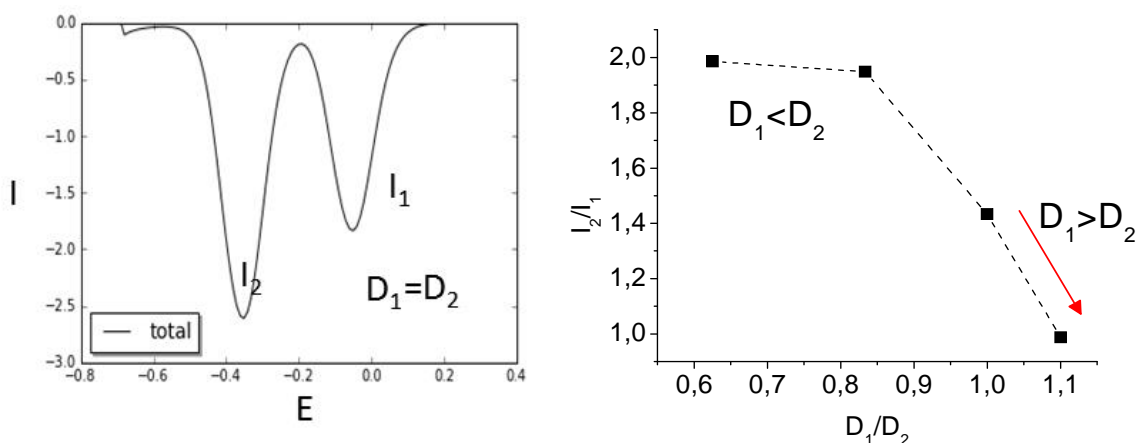 0.0
−0.5
−1.0
−1.5
−2.0
−2.5
−3.0
I
I₁
I₂
D₁=D₂
total
−0.8 −0.6 −0.4 −0.2 0.0 0.2 0.4
E
2,0
1,8
1,6
1,4
1,2
1,0
I₂/I₁
D₁<D₂
D₁>D₂
0,6 0,7 0,8 0,9 1,0 1,1
D₁/D₂